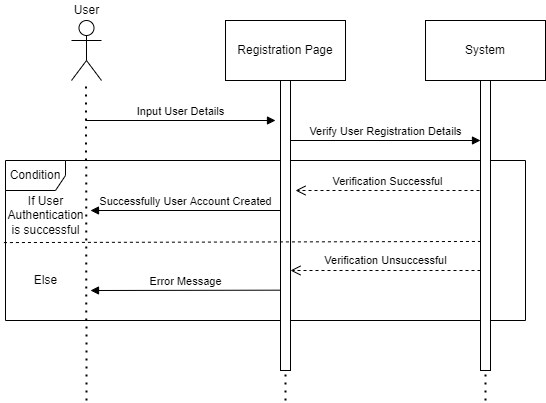 User
Registration Page
System
Input User Details
Verify User Registration Details
Condition
Verification Successful
If User
Authentication
is successful
Successfully User Account Created
Verification Unsuccessful
Else
Error Message